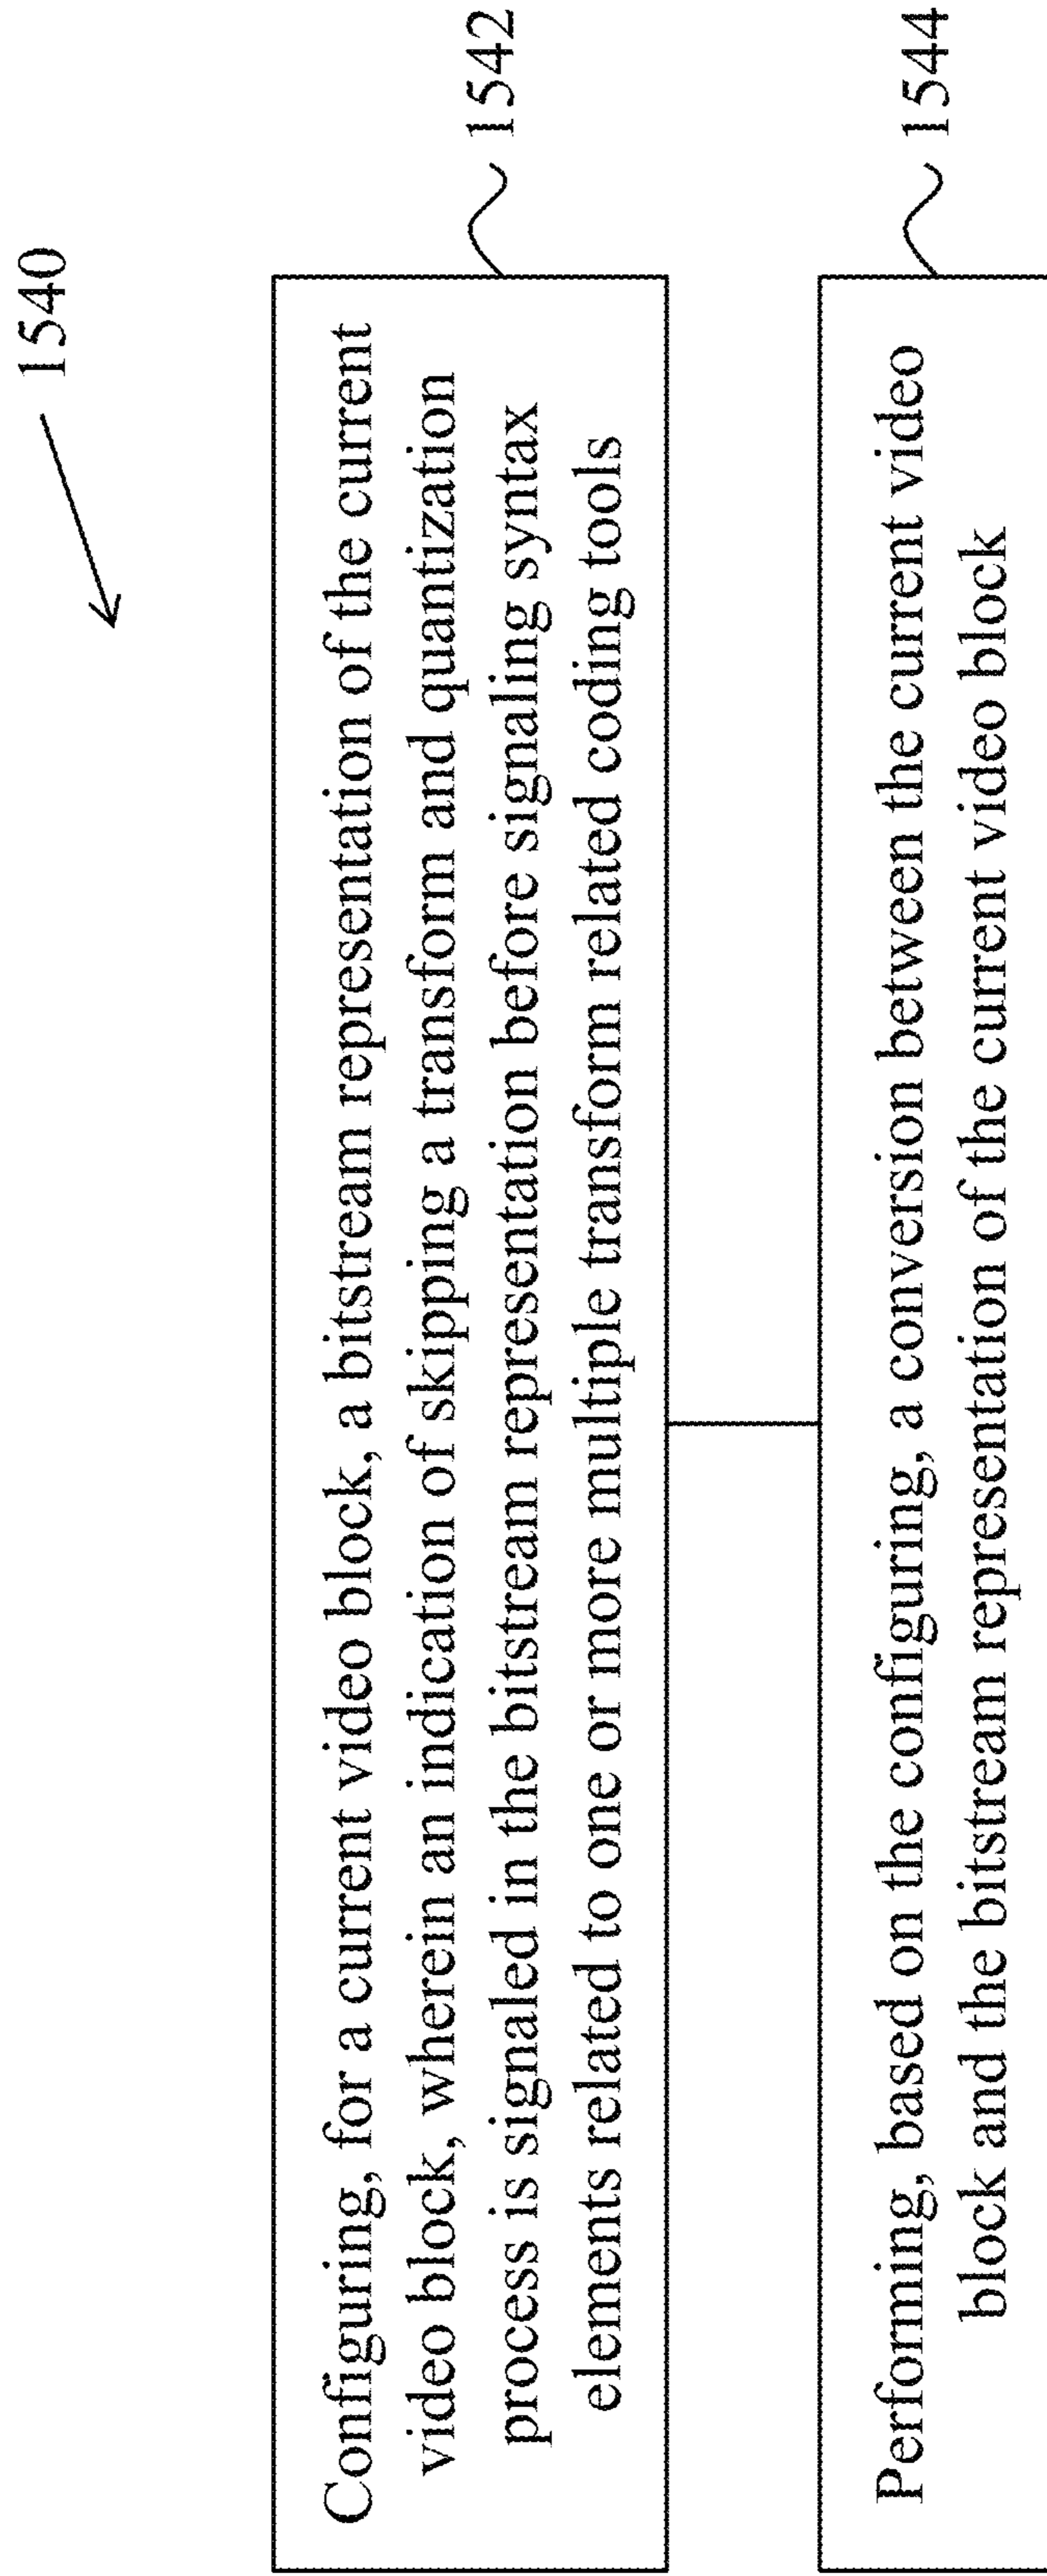 1540
Configuring, for a current video block, a bitstream representation of the current
video block, wherein an indication of skipping a transform and quantization
process is signaled in the bitstream representation before signaling syntax
elements related to one or more multiple transform related coding tools
1542
Performing, based on the configuring, a conversion between the current video
block and the bitstream representation of the current video block
1544